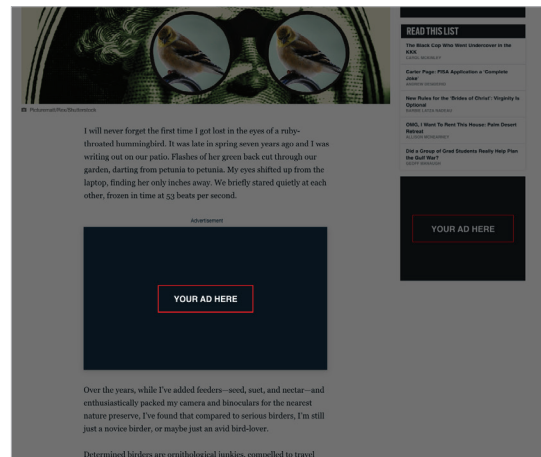 Picturenqtr/Rex/Shutterstock
I will never forget the first time I got lost in the eyes of a ruby-
throated hummingbird. It was late in spring seven years ago and I was
writing out on our patio. Flashes of her green back cut through our
garden, darting from petunia to petunia. My eyes shifted up from the
laptop, finding her only inches away. We briefly stared quietly at each
other, frozen in time at 53 beats per second.
Advertisement
YOUR AD HERE
Over the years, while I've added feeders—seed, suet, and nectar—and
enthusiastically packed my camera and binoculars for the nearest
nature preserve, I've found that compared to serious birders, I'm still
just a novice birder, or maybe just an avid bird-lover.
Determined birders are ornithological junkies, compelled to travel
READ THIS LIST
The Black Cop Who Went Undercover in the
KKK
Carter Page: FISA Application a 'Complete
Joke'
New Rules for the 'Brides of Christ': Virginity Is
Optional
OMG, I Want To Rent This House: Palm Desert
Retreat
Did a Group of Grad Students Really Help Plan
the Gulf War?
YOUR AD HERE